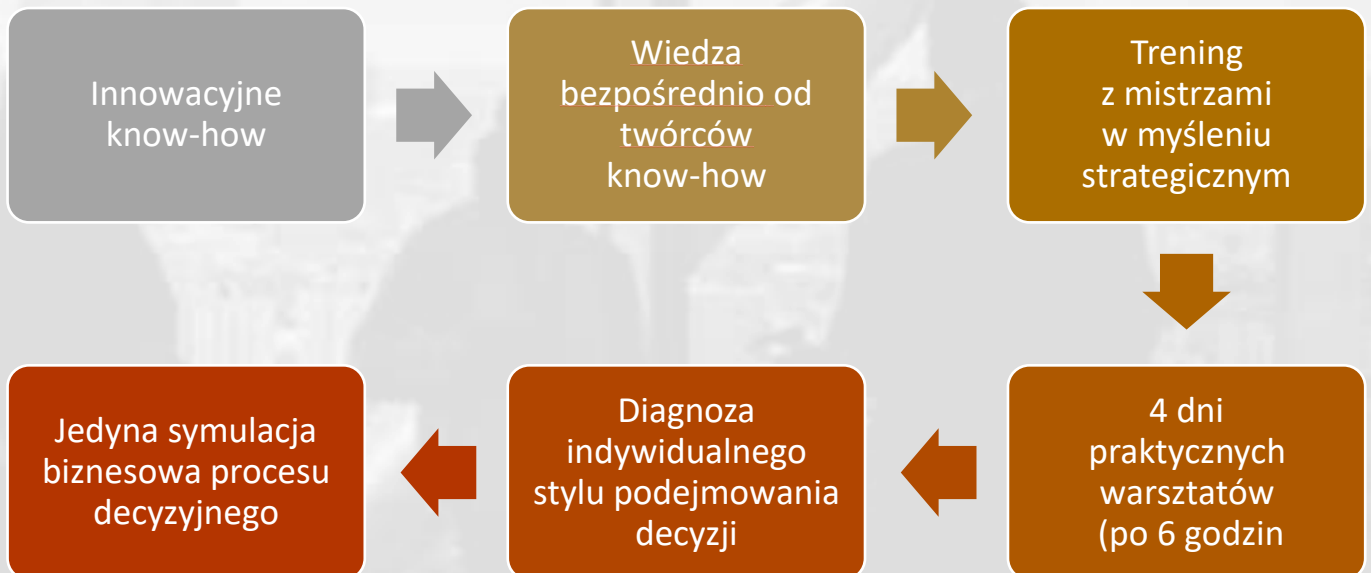 Innowacyjne
know-how
Wiedza
bezpośrednio od
twórców
know-how
Trening
z mistrzami
w myśleniu
strategicznym
4 dni
praktycznych
warsztatów
(po 6 godzin
Diagnoza
indywidualnego
stylu podejmowania
decyzji
Jedyna symulacja
biznesowa procesu
decyzyjnego